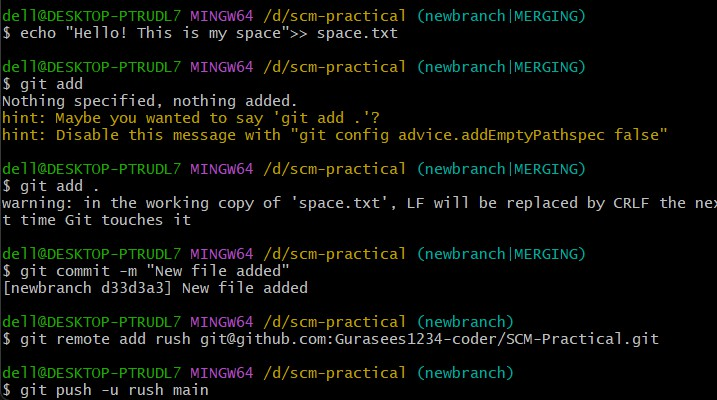 dell@DESKTOP-PTRUDL7 MINGW64 /d/scm-practical (newbranch|MERGING)
$ echo "Hello! This is my space">> space.txt
dell@DESKTOP-PTRUDL7 MINGW64 /d/scm-practical (newbranch|MERGING)
$ git add
Nothing specified, nothing added.
hint: Maybe you wanted to say 'git add .'?
hint: Disable this message with "git config advice.addEmptyPathspec false"
dell@DESKTOP-PTRUDL7 MINGW64 /d/scm-practical (newbranch|MERGING)
$ git add .
warning: in the working copy of 'space.txt', LF will be replaced by CRLF the nex
t time Git touches it
dell@DESKTOP-PTRUDL7 MINGW64 /d/scm-practical (newbranch|MERGING)
$ git commit -m "New file added"
[newbranch d33d3a3] New file added
dell@DESKTOP-PTRUDL7 MINGW64 /d/scm-practical (newbranch)
$ git remote add rush git@github.com:Gurasees1234-coder/SCM-Practical.git
dell@DESKTOP-PTRUDL7 MINGW64 /d/scm-practical (newbranch)
$ git push -u rush main